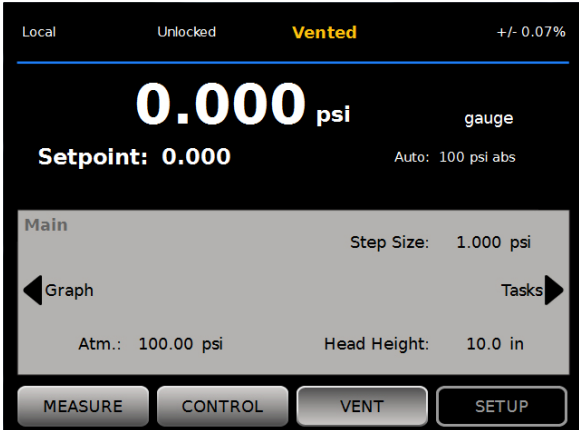 Local Unlocked Vented +/- 0.07%
0.000 psi gauge
Setpoint: 0.000 Auto: 100 psi abs
Main
Step Size: 1.000 psi
Graph Tasks
Atm.: 100.00 psi Head Height: 10.0 in
MEASURE CONTROL VENT SETUP